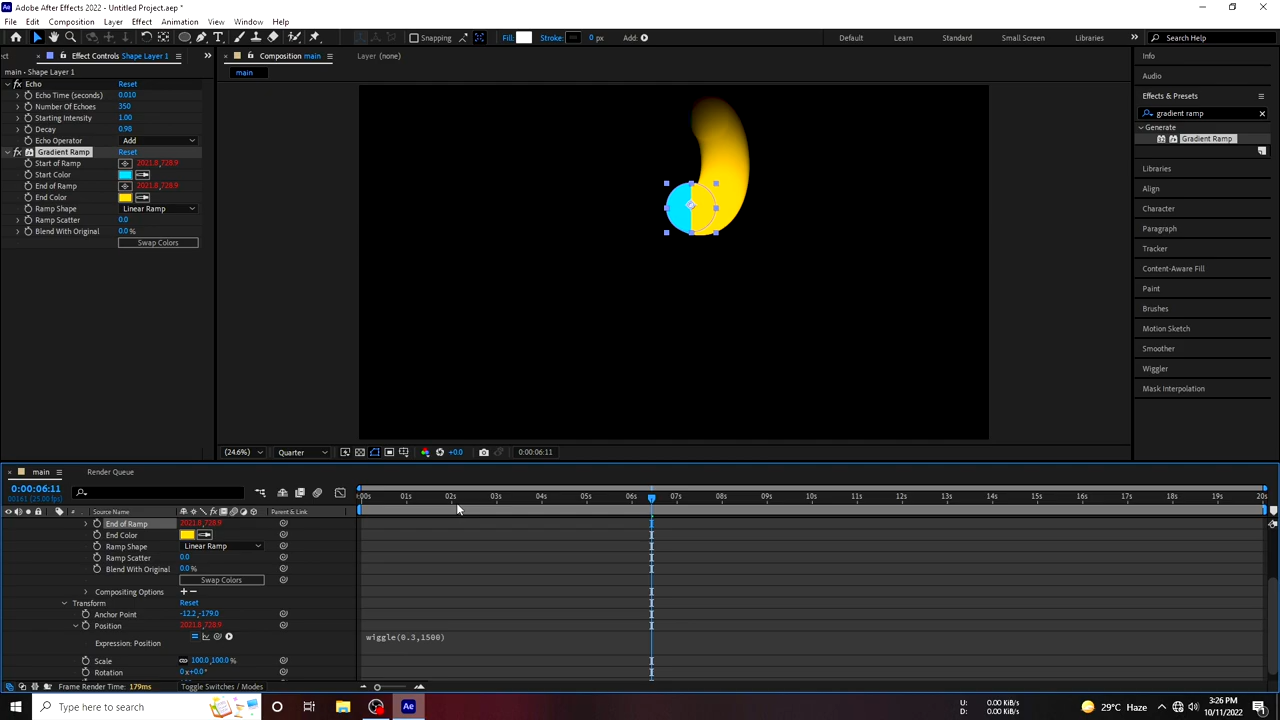 Adobe After Effects 2022 - Untitled Project.aep *
File Edit Composition Layer Effect Animation View Window Help
Snapping Fill: Stroke: 0 px Add: Default Learn Standard Small Screen Libraries Search Help
Effect Controls Shape Layer 1
Composition main
Layer (none)
main • Shape Layer 1
main
Echo Reset
Echo Time (seconds) 0.010
Number Of Echoes 350
Starting Intensity 1.00
Decay 0.98
Echo Operator Add
Gradient Ramp Reset
Start of Ramp 2021.8,728.9
Start Color
End of Ramp 2021.8,728.9
End Color
Ramp Shape Linear Ramp
Ramp Scatter 0.0
Blend With Original 0.0 %
Swap Colors
Info
Audio
Effects & Presets
gradient ramp
Generate
Gradient Ramp
Libraries
Align
Character
Paragraph
Tracker
Content-Aware Fill
Paint
Brushes
Motion Sketch
Smoother
Wiggler
Mask Interpolation
(24.6%) Quarter +0.0 0:00:06:11
main Render Queue
0:00:06:11
00161 (25.00 fps)
:00s 01s 02s 03s 04s 05s 06s 07s 08s 09s 10s 11s 12s 13s 14s 15s 16s 17s 18s 19s 20s
# Source Name Parent & Link
End of Ramp 2021.8,728.9
End Color
Ramp Shape Linear Ramp
Ramp Scatter 0.0
Blend With Original 0.0 %
Swap Colors
Compositing Options + −
Transform Reset
Anchor Point -12.2,-179.0
Position 2021.8,728.9
Expression: Position wiggle(0.3,1500)
Scale 100.0,100.0 %
Rotation 0 x+0.0°
Frame Render Time: 179ms Toggle Switches / Modes
Type here to search
U: 0.00 KiB/s
D: 0.00 KiB/s
29°C Haze
3:26 PM
10/11/2022